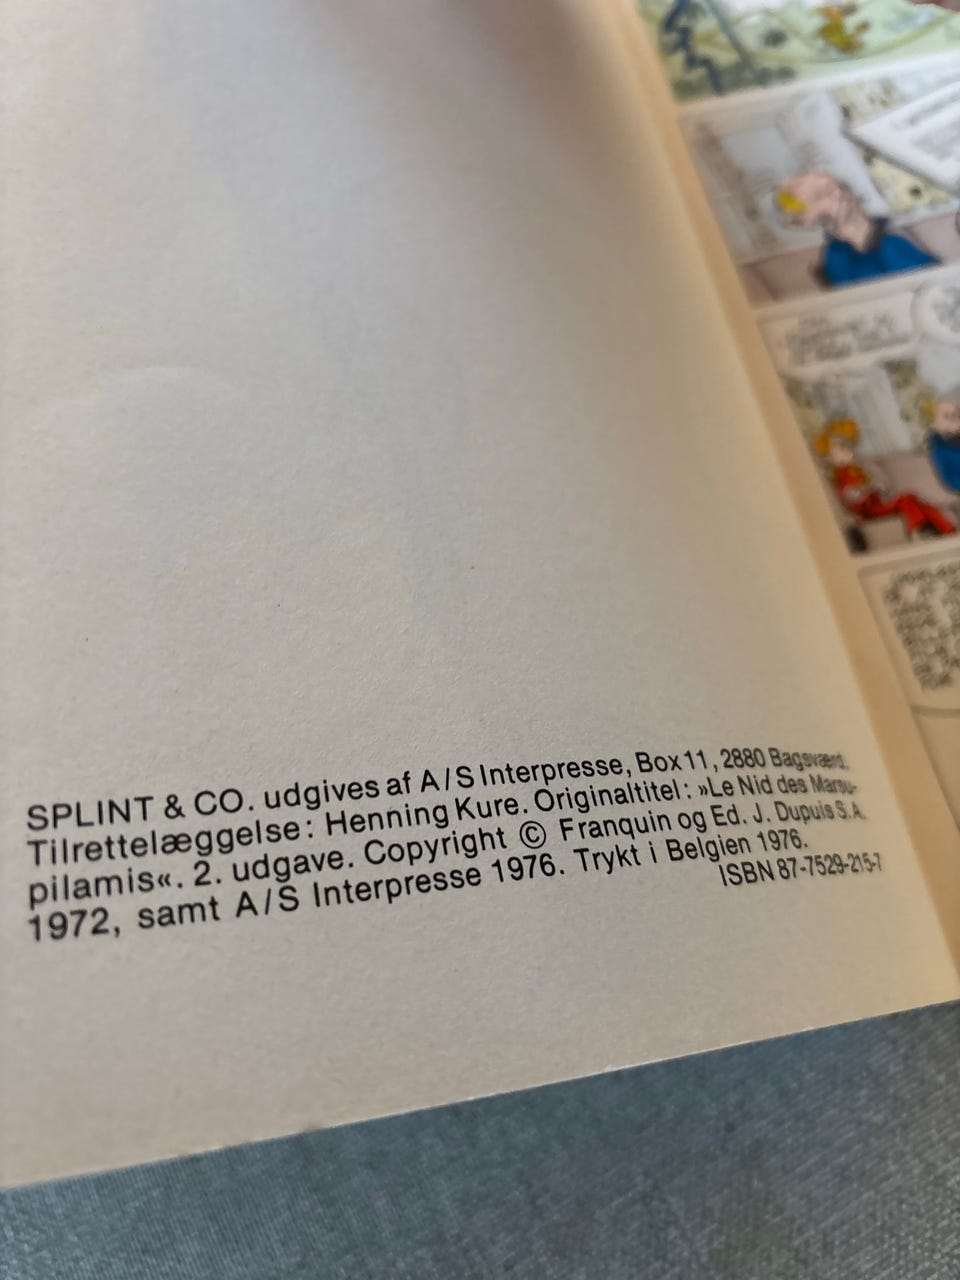 SPLINT & CO. udgives af A/S Interpresse, Box 11, 2880 Bagsværd.
Tilrettelæggelse: Henning Kure. Originaltitel: »Le Nid des Marsu-
pilamis«. 2. udgave. Copyright © Franquin og Ed. J. Dupuis S.A.
1972, samt A/S Interpresse 1976. Trykt i Belgien 1976.
ISBN 87-7529-215-7